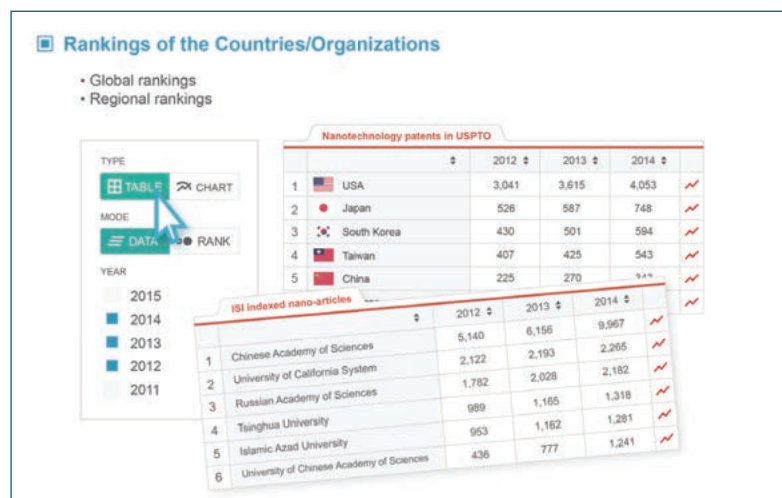 Rankings of the Countries/Organizations
• Global rankings
• Regional rankings
TYPE
TABLE CHART
MODE
DATA RANK
YEAR
2015
2014
2013
2012
2011
Nanotechnology patents in USPTO
2012 2013 2014
1 USA 3,041 3,615 4,053
2 Japan 526 587 748
3 South Korea 430 501 594
4 Taiwan 407 425 543
5 China 225 270
ISI indexed nano-articles
2012 2013 2014
1 Chinese Academy of Sciences 5,140 6,156 9,967
2 University of California System 2,122 2,193 2,265
3 Russian Academy of Sciences 1,782 2,028 2,182
4 Tsinghua University 989 1,165 1,318
5 Islamic Azad University 953 1,162 1,281
6 University of Chinese Academy of Sciences 436 777 1,241